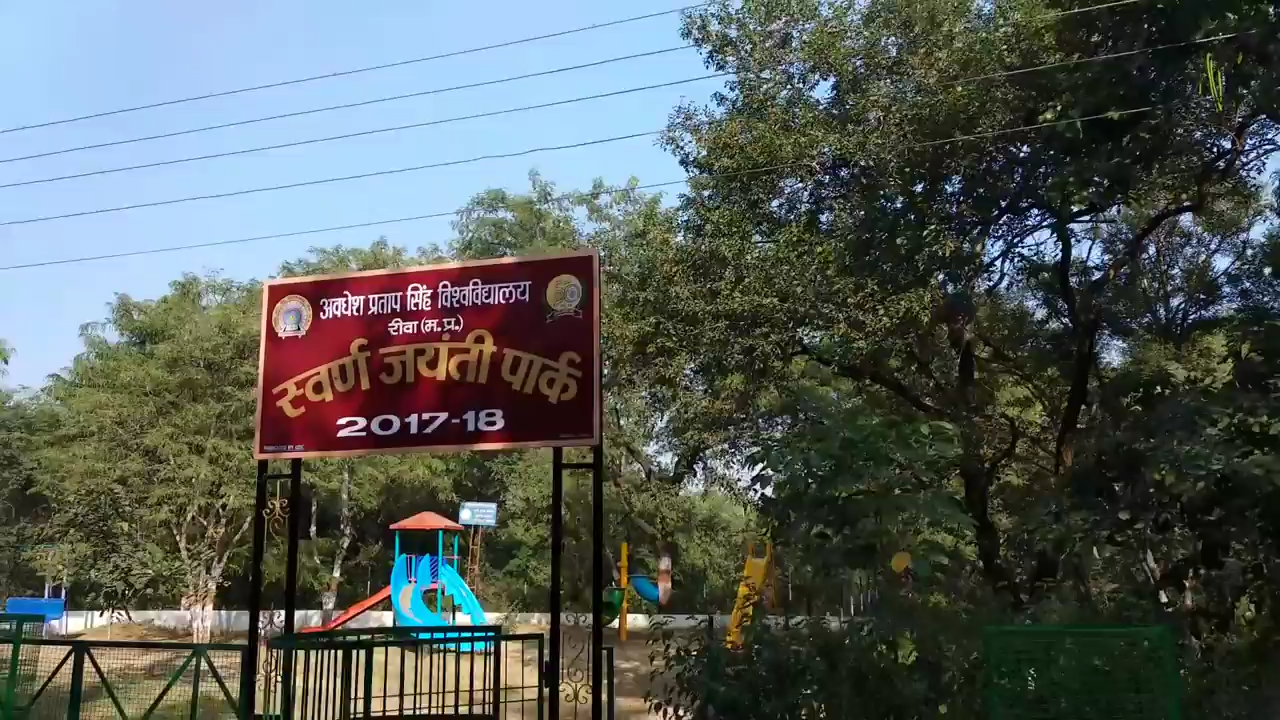 अवधेश प्रताप सिंह विश्वविद्यालय
रीवा (म.प्र.)
स्वर्ण जयंती पार्क
2017-18